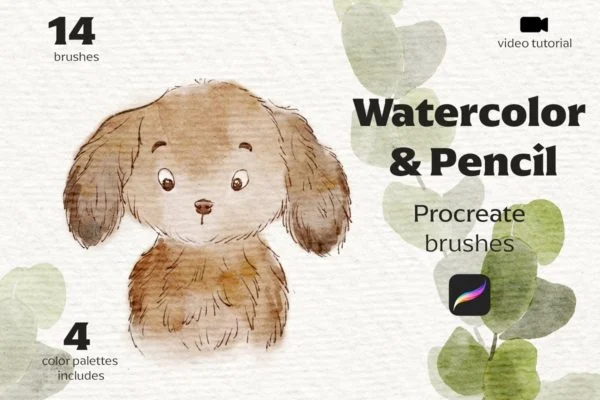 14
brushes
video tutorial
Watercolor
& Pencil
Procreate
brushes
4
color palettes
includes